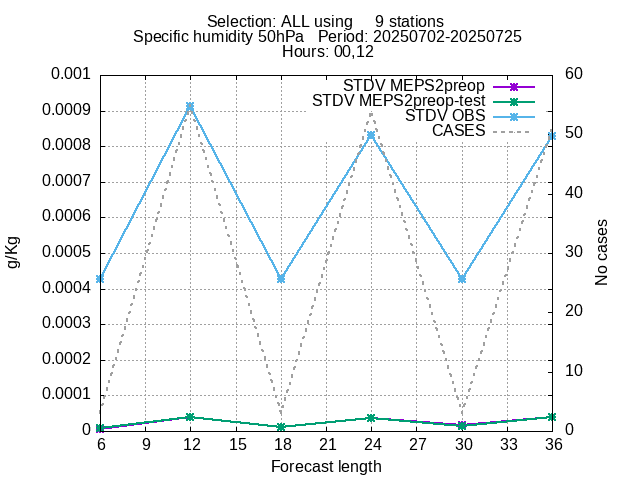 Selection: ALL using     9 stations
Specific humidity 50hPa   Period: 20250702-20250725
Hours: 00,12
STDV MEPS2preop
STDV MEPS2preop-test
STDV OBS
CASES
0.001
0.0009
0.0008
0.0007
0.0006
0.0005
0.0004
0.0003
0.0002
0.0001
0
g/Kg
60
50
40
30
20
10
0
No cases
6 9 12 15 18 21 24 27 30 33 36
Forecast length